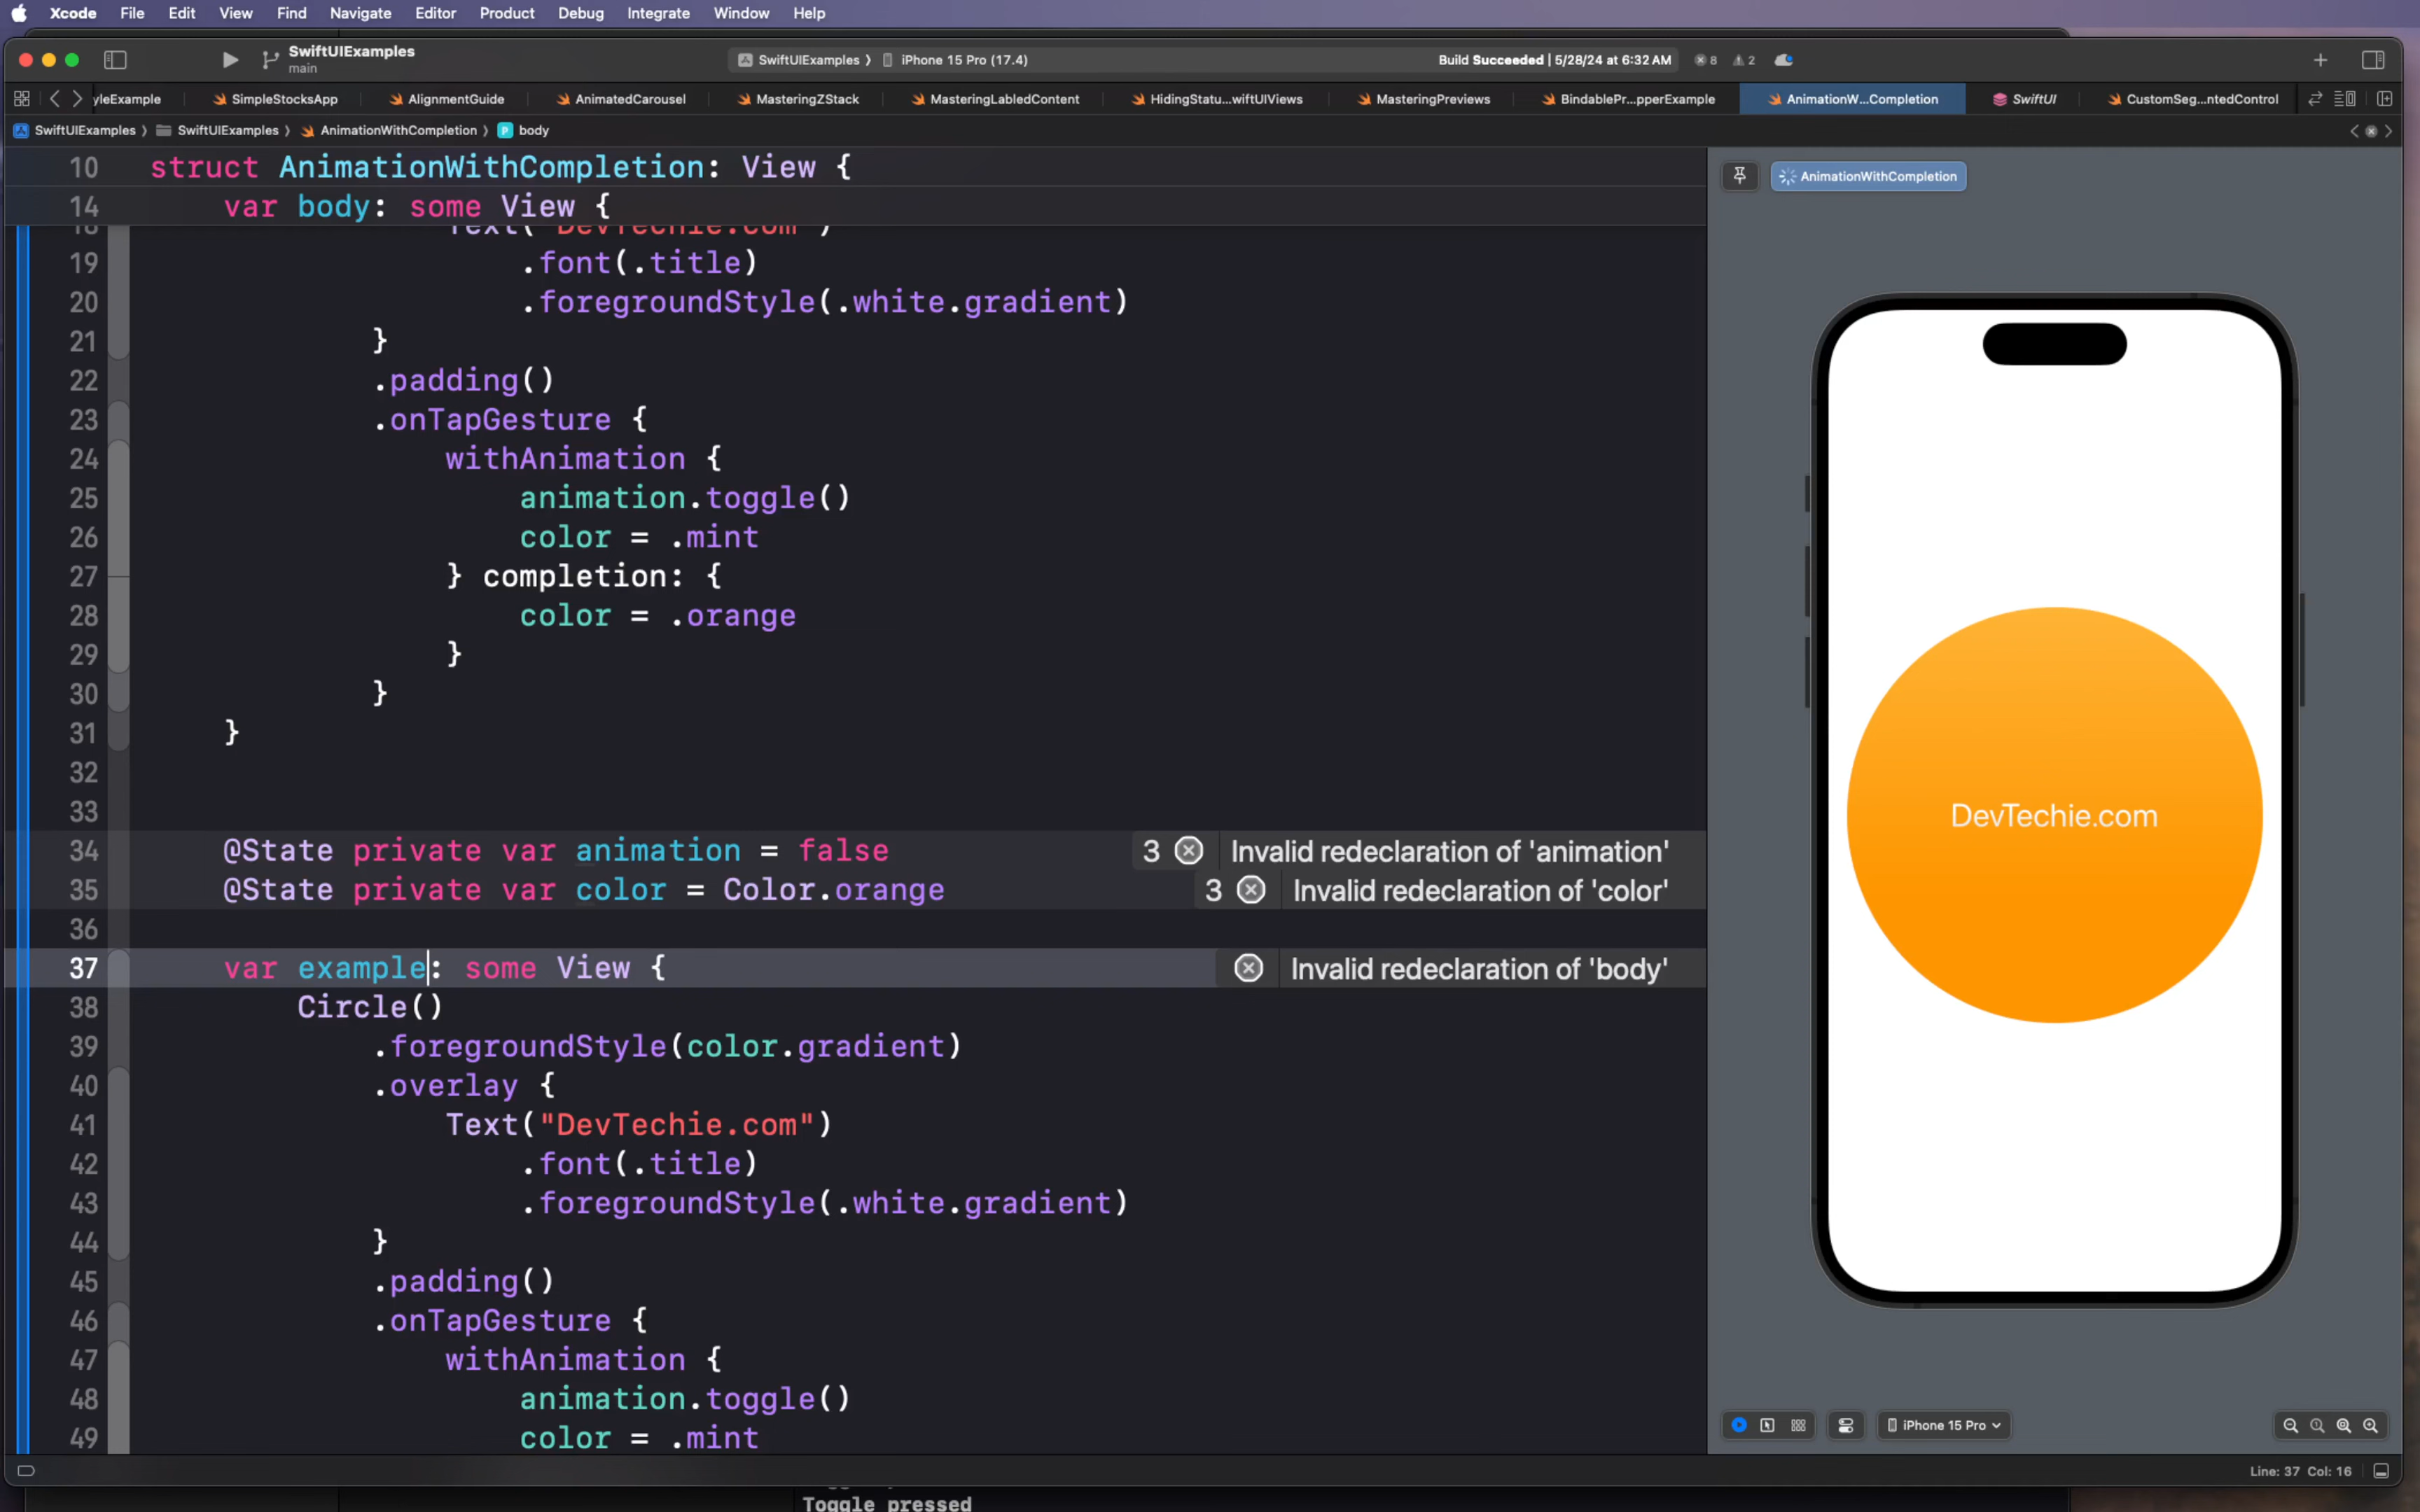 Xcode File Edit View Find Navigate Editor Product Debug Integrate Window Help
SwiftUIExamples
main
SwiftUIExamples 〉 iPhone 15 Pro (17.4)
Build Succeeded | 5/28/24 at 6:32 AM
8 2
yleExample SimpleStocksApp AlignmentGuide AnimatedCarousel MasteringZStack MasteringLabledContent HidingStatu...wiftUIViews MasteringPreviews BindablePr...pperExample AnimationW...Completion SwiftUI CustomSeg...ntedControl
SwiftUIExamples 〉 SwiftUIExamples 〉 AnimationWithCompletion 〉 P body
10 struct AnimationWithCompletion: View {
14 var body: some View {
18 Text("DevTechie.com")
19 .font(.title)
20 .foregroundStyle(.white.gradient)
21 }
22 .padding()
23 .onTapGesture {
24 withAnimation {
25 animation.toggle()
26 color = .mint
27 } completion: {
28 color = .orange
29 }
30 }
31 }
32
33
34 @State private var animation = false 3 Invalid redeclaration of 'animation'
35 @State private var color = Color.orange 3 Invalid redeclaration of 'color'
36
37 var example: some View { Invalid redeclaration of 'body'
38 Circle()
39 .foregroundStyle(color.gradient)
40 .overlay {
41 Text("DevTechie.com")
42 .font(.title)
43 .foregroundStyle(.white.gradient)
44 }
45 .padding()
46 .onTapGesture {
47 withAnimation {
48 animation.toggle()
49 color = .mint
AnimationWithCompletion
DevTechie.com
iPhone 15 Pro
Line: 37 Col: 16
Toggle pressed